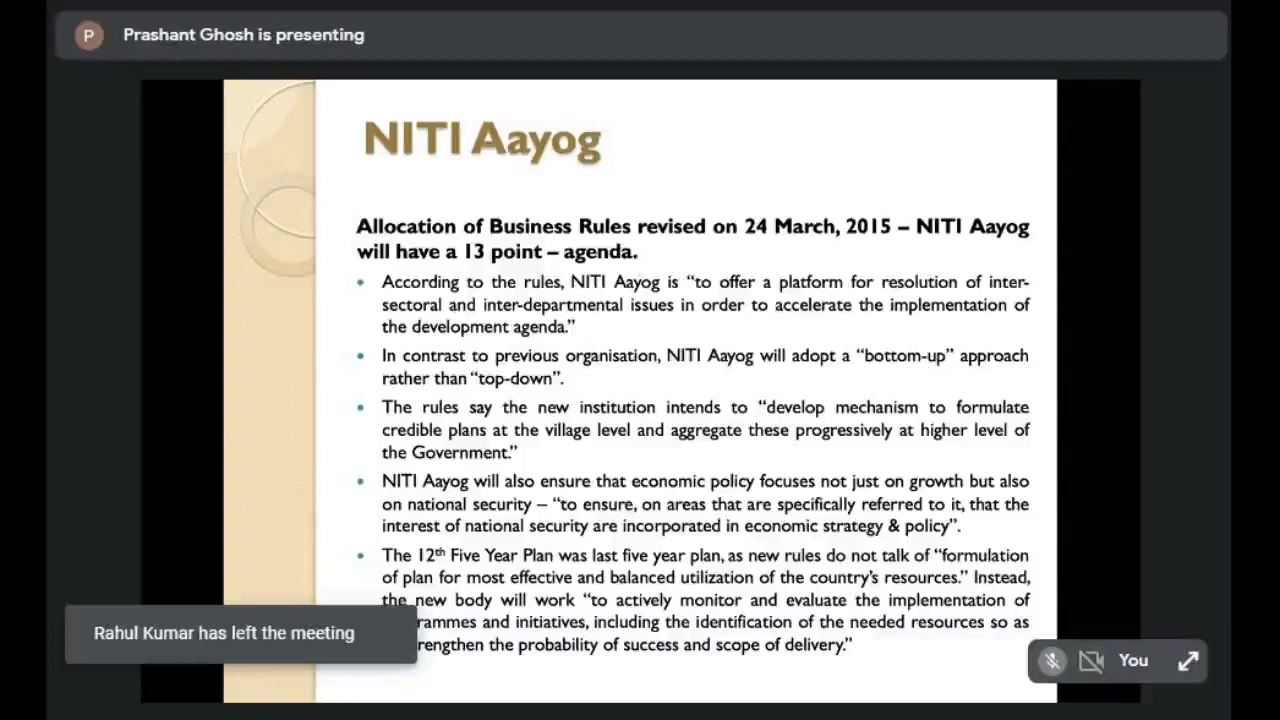 P
Prashant Ghosh is presenting
NITI Aayog
Allocation of Business Rules revised on 24 March, 2015 – NITI Aayog
will have a 13 point – agenda.
• According to the rules, NITI Aayog is “to offer a platform for resolution of inter-
sectoral and inter-departmental issues in order to accelerate the implementation of
the development agenda.”
• In contrast to previous organisation, NITI Aayog will adopt a “bottom-up” approach
rather than “top-down”.
• The rules say the new institution intends to “develop mechanism to formulate
credible plans at the village level and aggregate these progressively at higher level of
the Government.”
• NITI Aayog will also ensure that economic policy focuses not just on growth but also
on national security – “to ensure, on areas that are specifically referred to it, that the
interest of national security are incorporated in economic strategy & policy”.
• The 12th Five Year Plan was last five year plan, as new rules do not talk of “formulation
of plan for most effective and balanced utilization of the country’s resources.” Instead,
the new body will work “to actively monitor and evaluate the implementation of
rammes and initiatives, including the identification of the needed resources so as
rengthen the probability of success and scope of delivery.”
Rahul Kumar has left the meeting
You